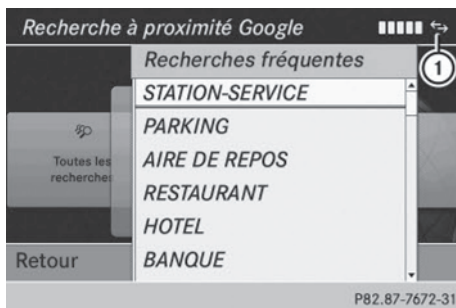 Recherche à proximité Google
1
Recherches fréquentes
STATION-SERVICE
PARKING
AIRE DE REPOS
RESTAURANT
HOTEL
BANQUE
Toutes les
recherches
Retour
P82.87-7672-31